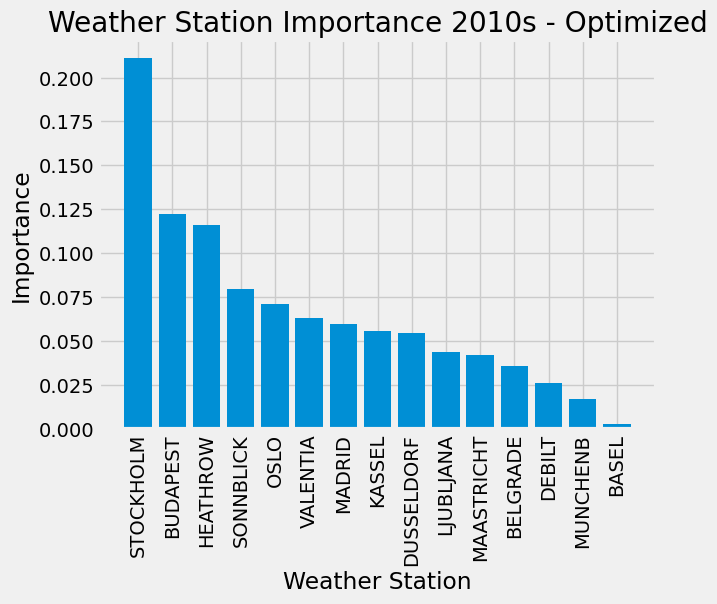 Weather Station Importance 2010s - Optimized
Importance
0.200
0.175
0.150
0.125
0.100
0.075
0.050
0.025
0.000
STOCKHOLM
BUDAPEST
HEATHROW
SONNBLICK
OSLO
VALENTIA
MADRID
KASSEL
DUSSELDORF
LJUBLJANA
MAASTRICHT
BELGRADE
DEBILT
MUNCHENB
BASEL
Weather Station